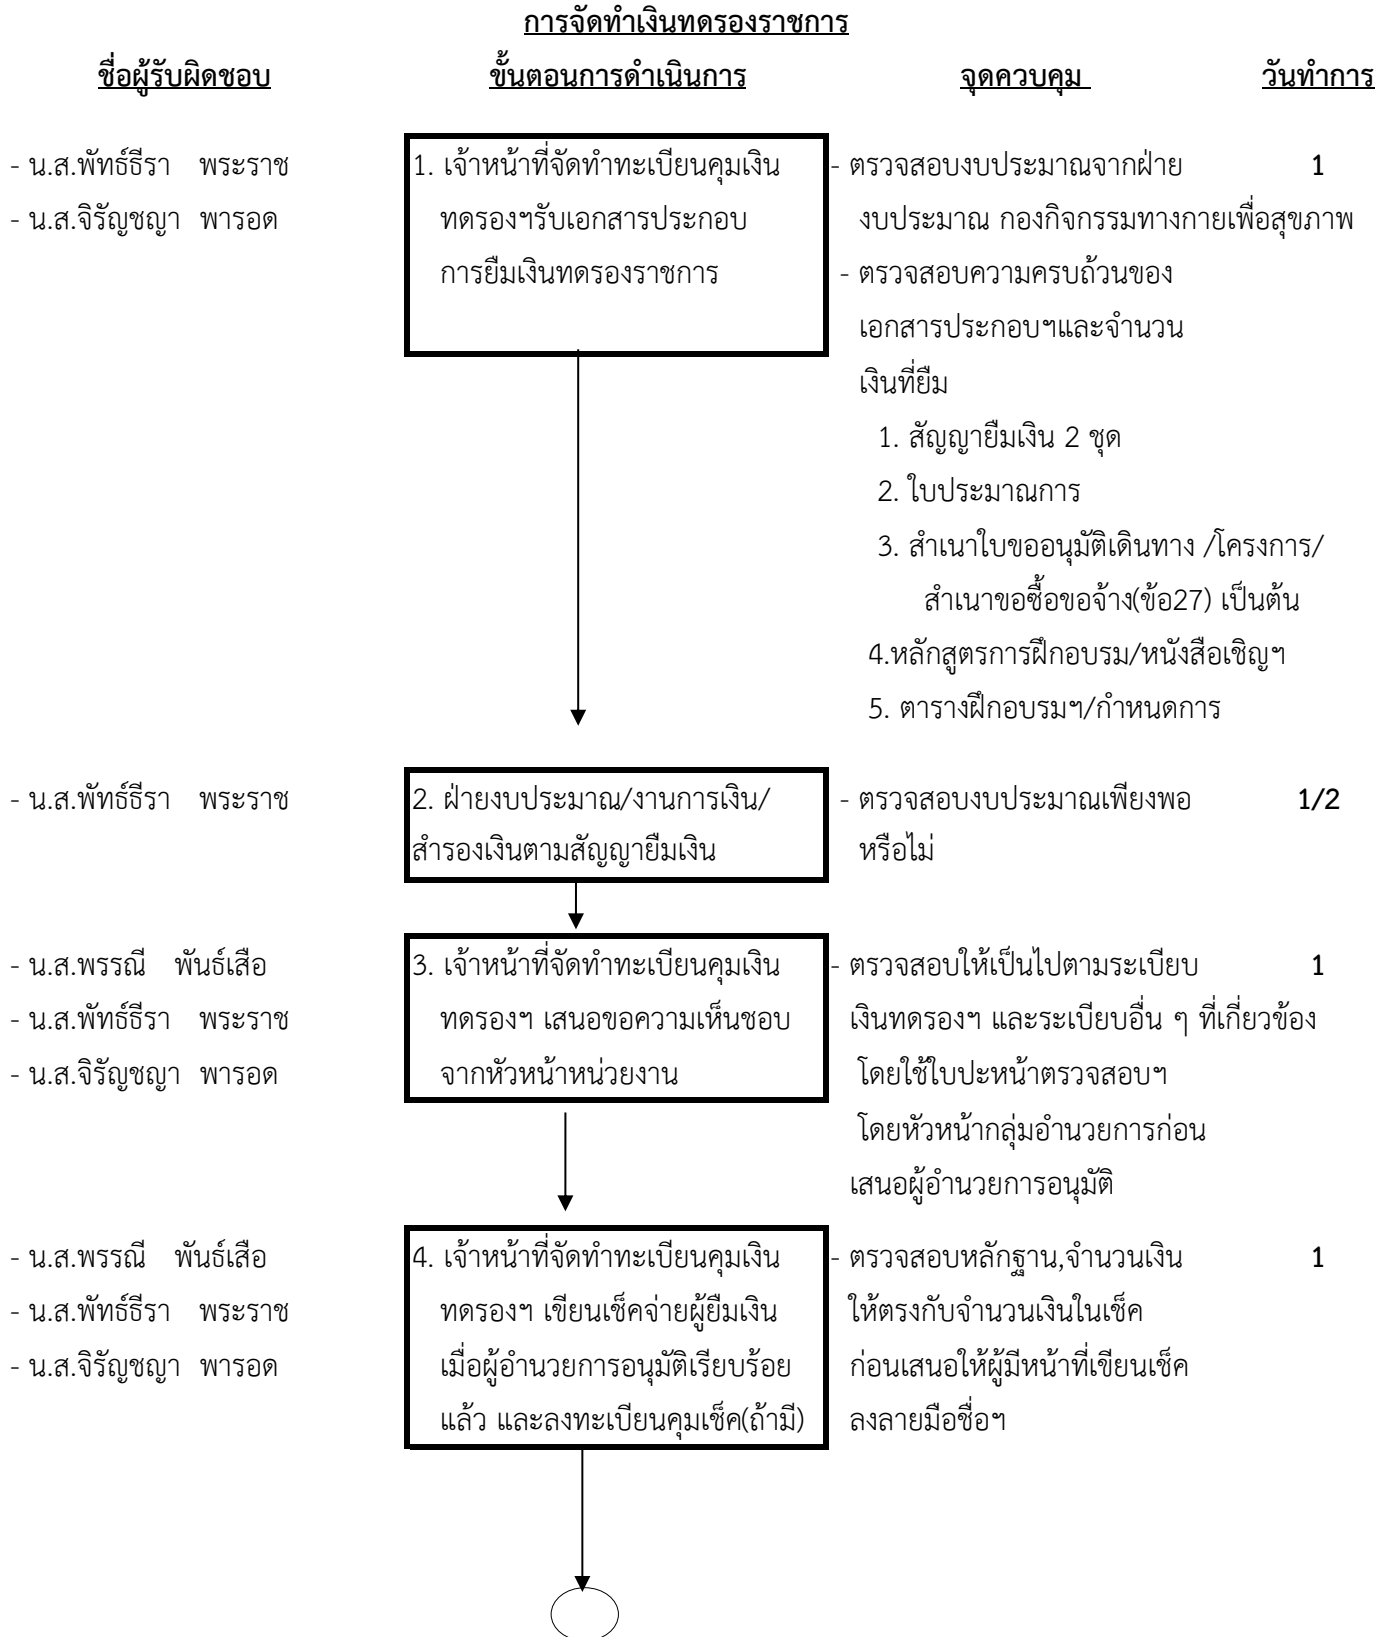 การจัดทำเงินทดรองราชการ
ชื่อผู้รับผิดชอบ ขั้นตอนการดำเนินการ จุดควบคุม วันทำการ
- น.ส.พัทธ์ธีรา พระราช 1. เจ้าหน้าที่จัดทำทะเบียนคุมเงิน - ตรวจสอบงบประมาณจากฝ่าย 1
- น.ส.จิรัญชญา พารอด ทดรองฯรับเอกสารประกอบ งบประมาณ กองกิจกรรมทางกายเพื่อสุขภาพ
การยืมเงินทดรองราชการ - ตรวจสอบความครบถ้วนของ
เอกสารประกอบฯและจำนวน
เงินที่ยืม
1. สัญญายืมเงิน 2 ชุด
2. ใบประมาณการ
3. สำเนาใบขออนุมัติเดินทาง /โครงการ/
สำเนาขอซื้อขอจ้าง(ข้อ27) เป็นต้น
4.หลักสูตรการฝึกอบรม/หนังสือเชิญฯ
5. ตารางฝึกอบรมฯ/กำหนดการ
- น.ส.พัทธ์ธีรา พระราช 2. ฝ่ายงบประมาณ/งานการเงิน/ - ตรวจสอบงบประมาณเพียงพอ 1/2
สำรองเงินตามสัญญายืมเงิน หรือไม่
- น.ส.พรรณี พันธ์เสือ 3. เจ้าหน้าที่จัดทำทะเบียนคุมเงิน - ตรวจสอบให้เป็นไปตามระเบียบ 1
- น.ส.พัทธ์ธีรา พระราช ทดรองฯ เสนอขอความเห็นชอบ เงินทดรองฯ และระเบียบอื่น ๆ ที่เกี่ยวข้อง
- น.ส.จิรัญชญา พารอด จากหัวหน้าหน่วยงาน โดยใช้ใบปะหน้าตรวจสอบฯ
โดยหัวหน้ากลุ่มอำนวยการก่อน
เสนอผู้อำนวยการอนุมัติ
- น.ส.พรรณี พันธ์เสือ 4. เจ้าหน้าที่จัดทำทะเบียนคุมเงิน - ตรวจสอบหลักฐาน,จำนวนเงิน 1
- น.ส.พัทธ์ธีรา พระราช ทดรองฯ เขียนเช็คจ่ายผู้ยืมเงิน ให้ตรงกับจำนวนเงินในเช็ค
- น.ส.จิรัญชญา พารอด เมื่อผู้อำนวยการอนุมัติเรียบร้อย ก่อนเสนอให้ผู้มีหน้าที่เขียนเช็ค
แล้ว และลงทะเบียนคุมเช็ค(ถ้ามี) ลงลายมือชื่อฯ